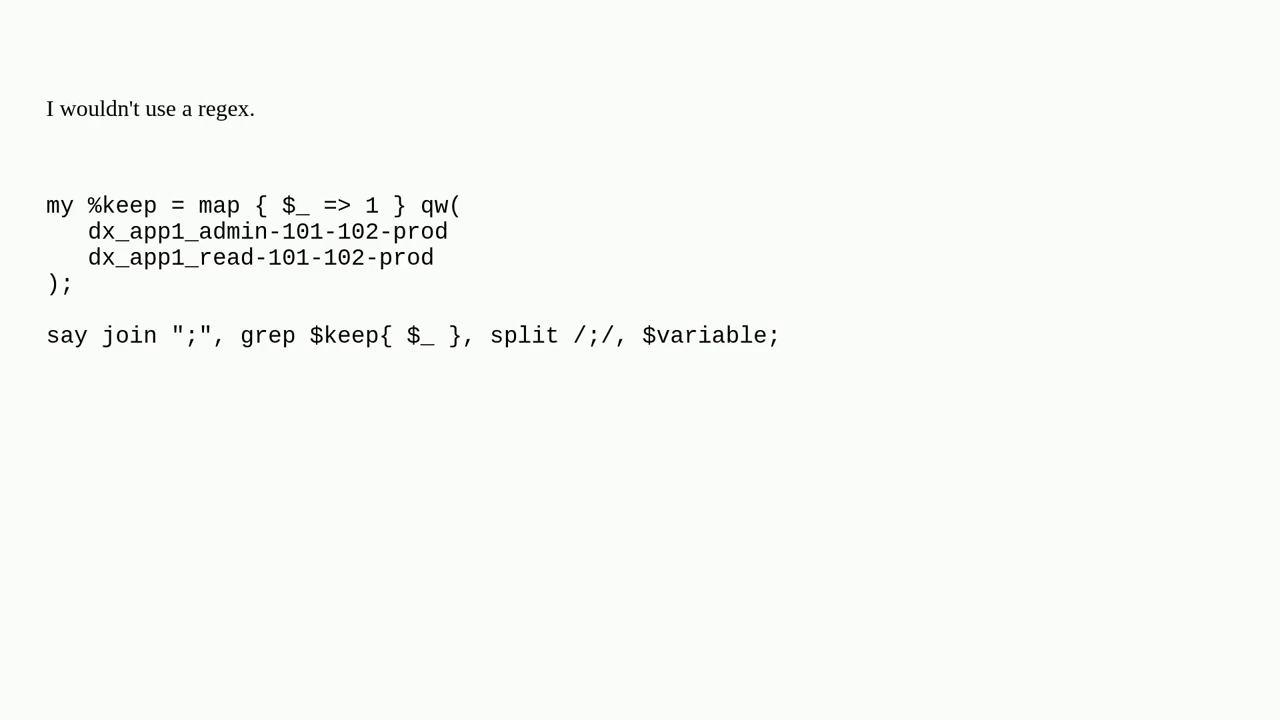 I wouldn't use a regex.
my %keep = map { $_ => 1 } qw(
   dx_app1_admin-101-102-prod
   dx_app1_read-101-102-prod
);
say join ";", grep $keep{ $_ }, split /;/, $variable;